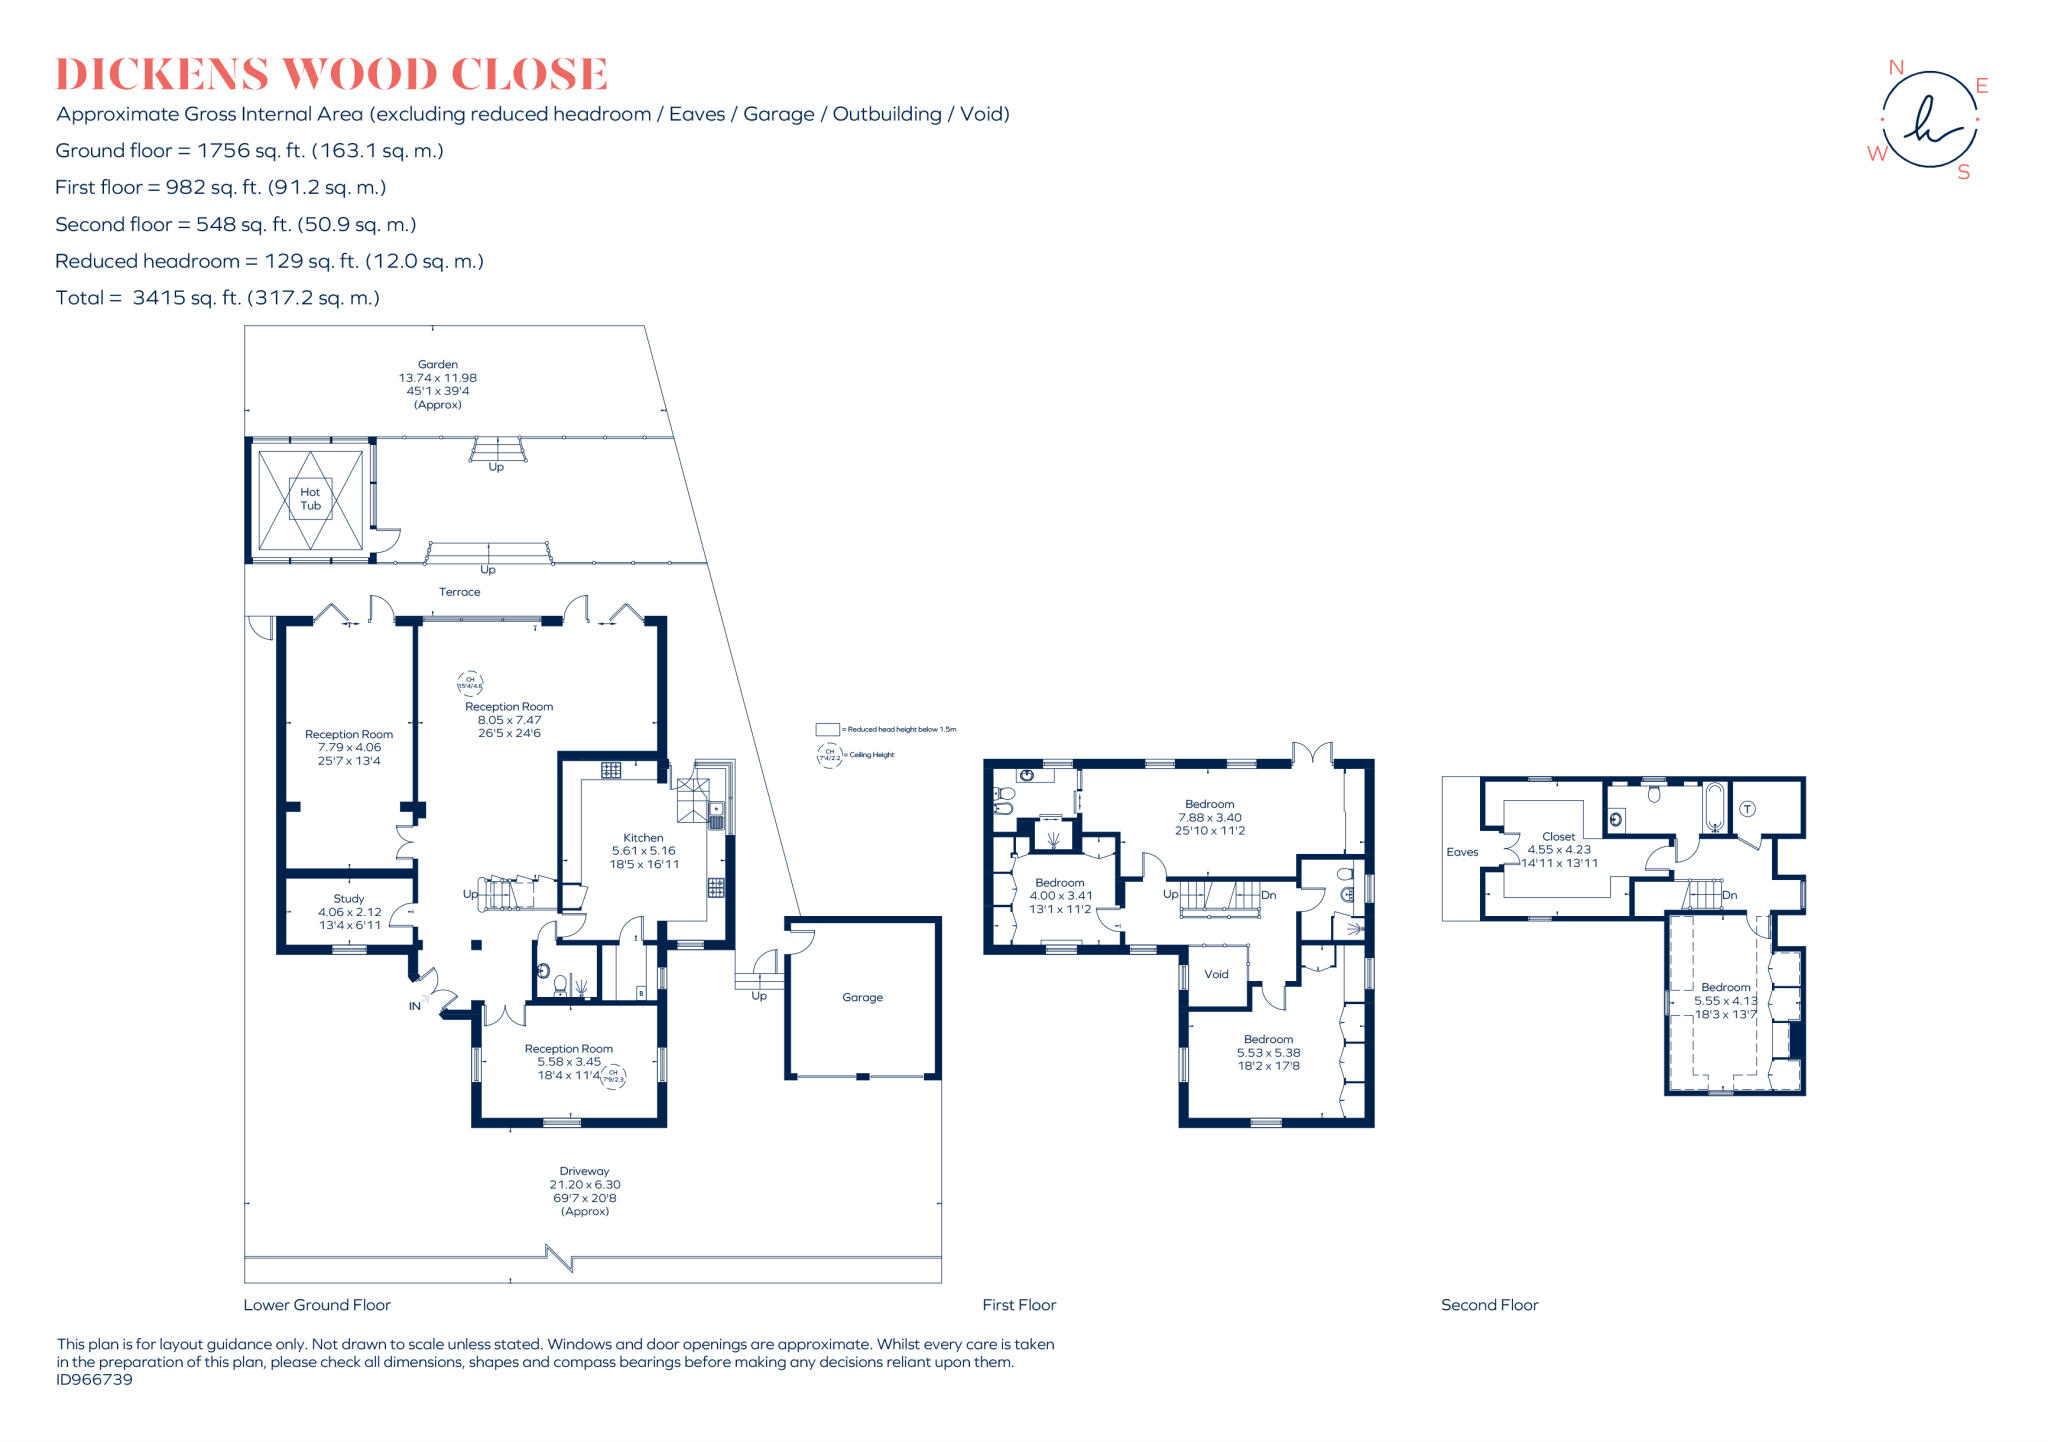 DICKENS WOOD CLOSE
Approximate Gross Internal Area (excluding reduced headroom / Eaves / Garage / Outbuilding / Void)
Ground floor = 1756 sq. ft. (163.1 sq. m.)
First floor = 982 sq. ft. (91.2 sq. m.)
Second floor = 548 sq. ft. (50.9 sq. m.)
Reduced headroom = 129 sq. ft. (12.0 sq. m.)
Total = 3415 sq. ft. (317.2 sq. m.)
N
E
W
S
h
Garden
13.74 x 11.98
45'1 x 39'4
(Approx)
Up
Hot
Tub
Up
Terrace
CH
15'4/4.6
Reception Room
8.05 x 7.47
26'5 x 24'6
Reception Room
7.79 x 4.06
25'7 x 13'4
Kitchen
5.61 x 5.16
18'5 x 16'11
Up
Study
4.06 x 2.12
13'4 x 6'11
IN
B
Up
Garage
Reception Room
5.58 x 3.45
18'4 x 11'4
CH
7'9/2.3
Driveway
21.20 x 6.30
69'7 x 20'8
(Approx)
Lower Ground Floor
= Reduced head height below 1.5m
CH
7'4/2.2
= Ceiling Height
Bedroom
7.88 x 3.40
25'10 x 11'2
Bedroom
4.00 x 3.41
13'1 x 11'2
Up
Dn
Void
Bedroom
5.53 x 5.38
18'2 x 17'8
First Floor
Eaves
Closet
4.55 x 4.23
14'11 x 13'11
T
Dn
Bedroom
5.55 x 4.13
18'3 x 13'7
Second Floor
This plan is for layout guidance only. Not drawn to scale unless stated. Windows and door openings are approximate. Whilst every care is taken
in the preparation of this plan, please check all dimensions, shapes and compass bearings before making any decisions reliant upon them.
ID966739